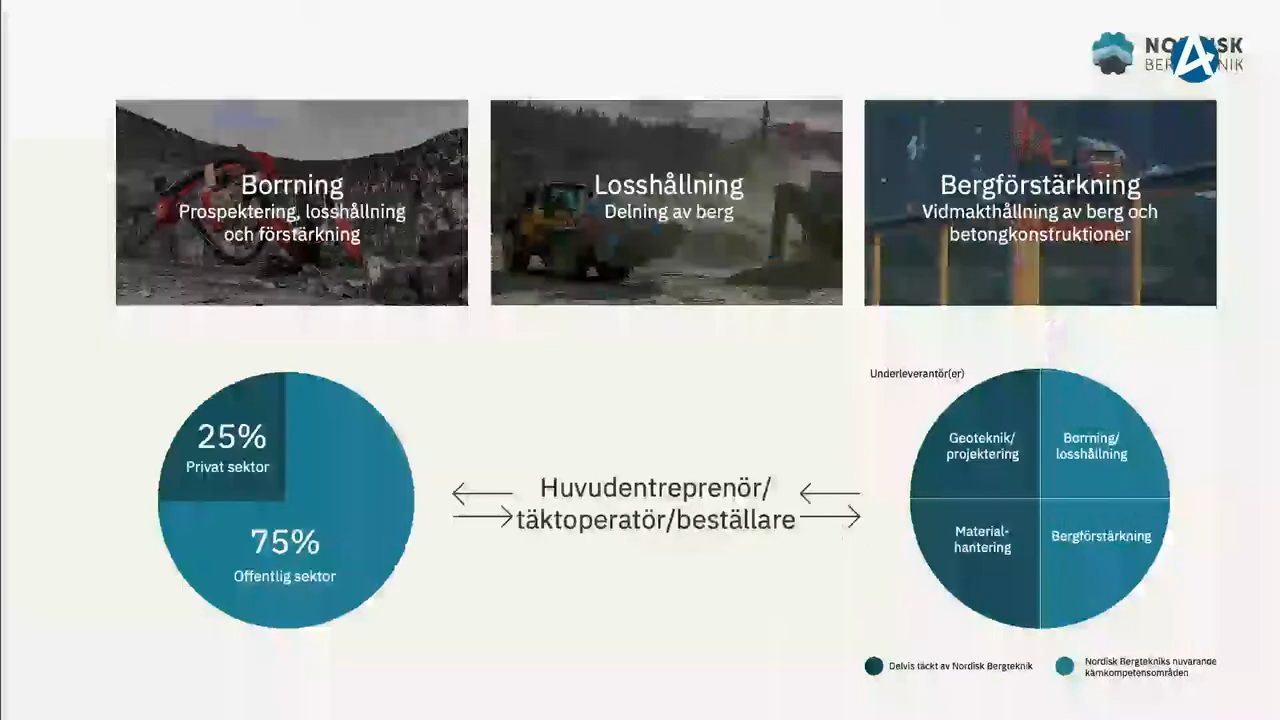 Borrning
Prospektering, losshållning
och förstärkning
Losshållning
Delning av berg
Bergförstärkning
Vidmakthållning av berg och
betongkonstruktioner
25%
Privat sektor
75%
Offentlig sektor
Huvudentreprenör/
täktoperatör/beställare
Underleverantör(er)
Geoteknik/
projektering
Borrning/
losshållning
Material-
hantering
Bergförstärkning
Delvis täckt av Nordisk Bergteknik
Nordisk Bergtekniks nuvarande
kärnkompetensområden